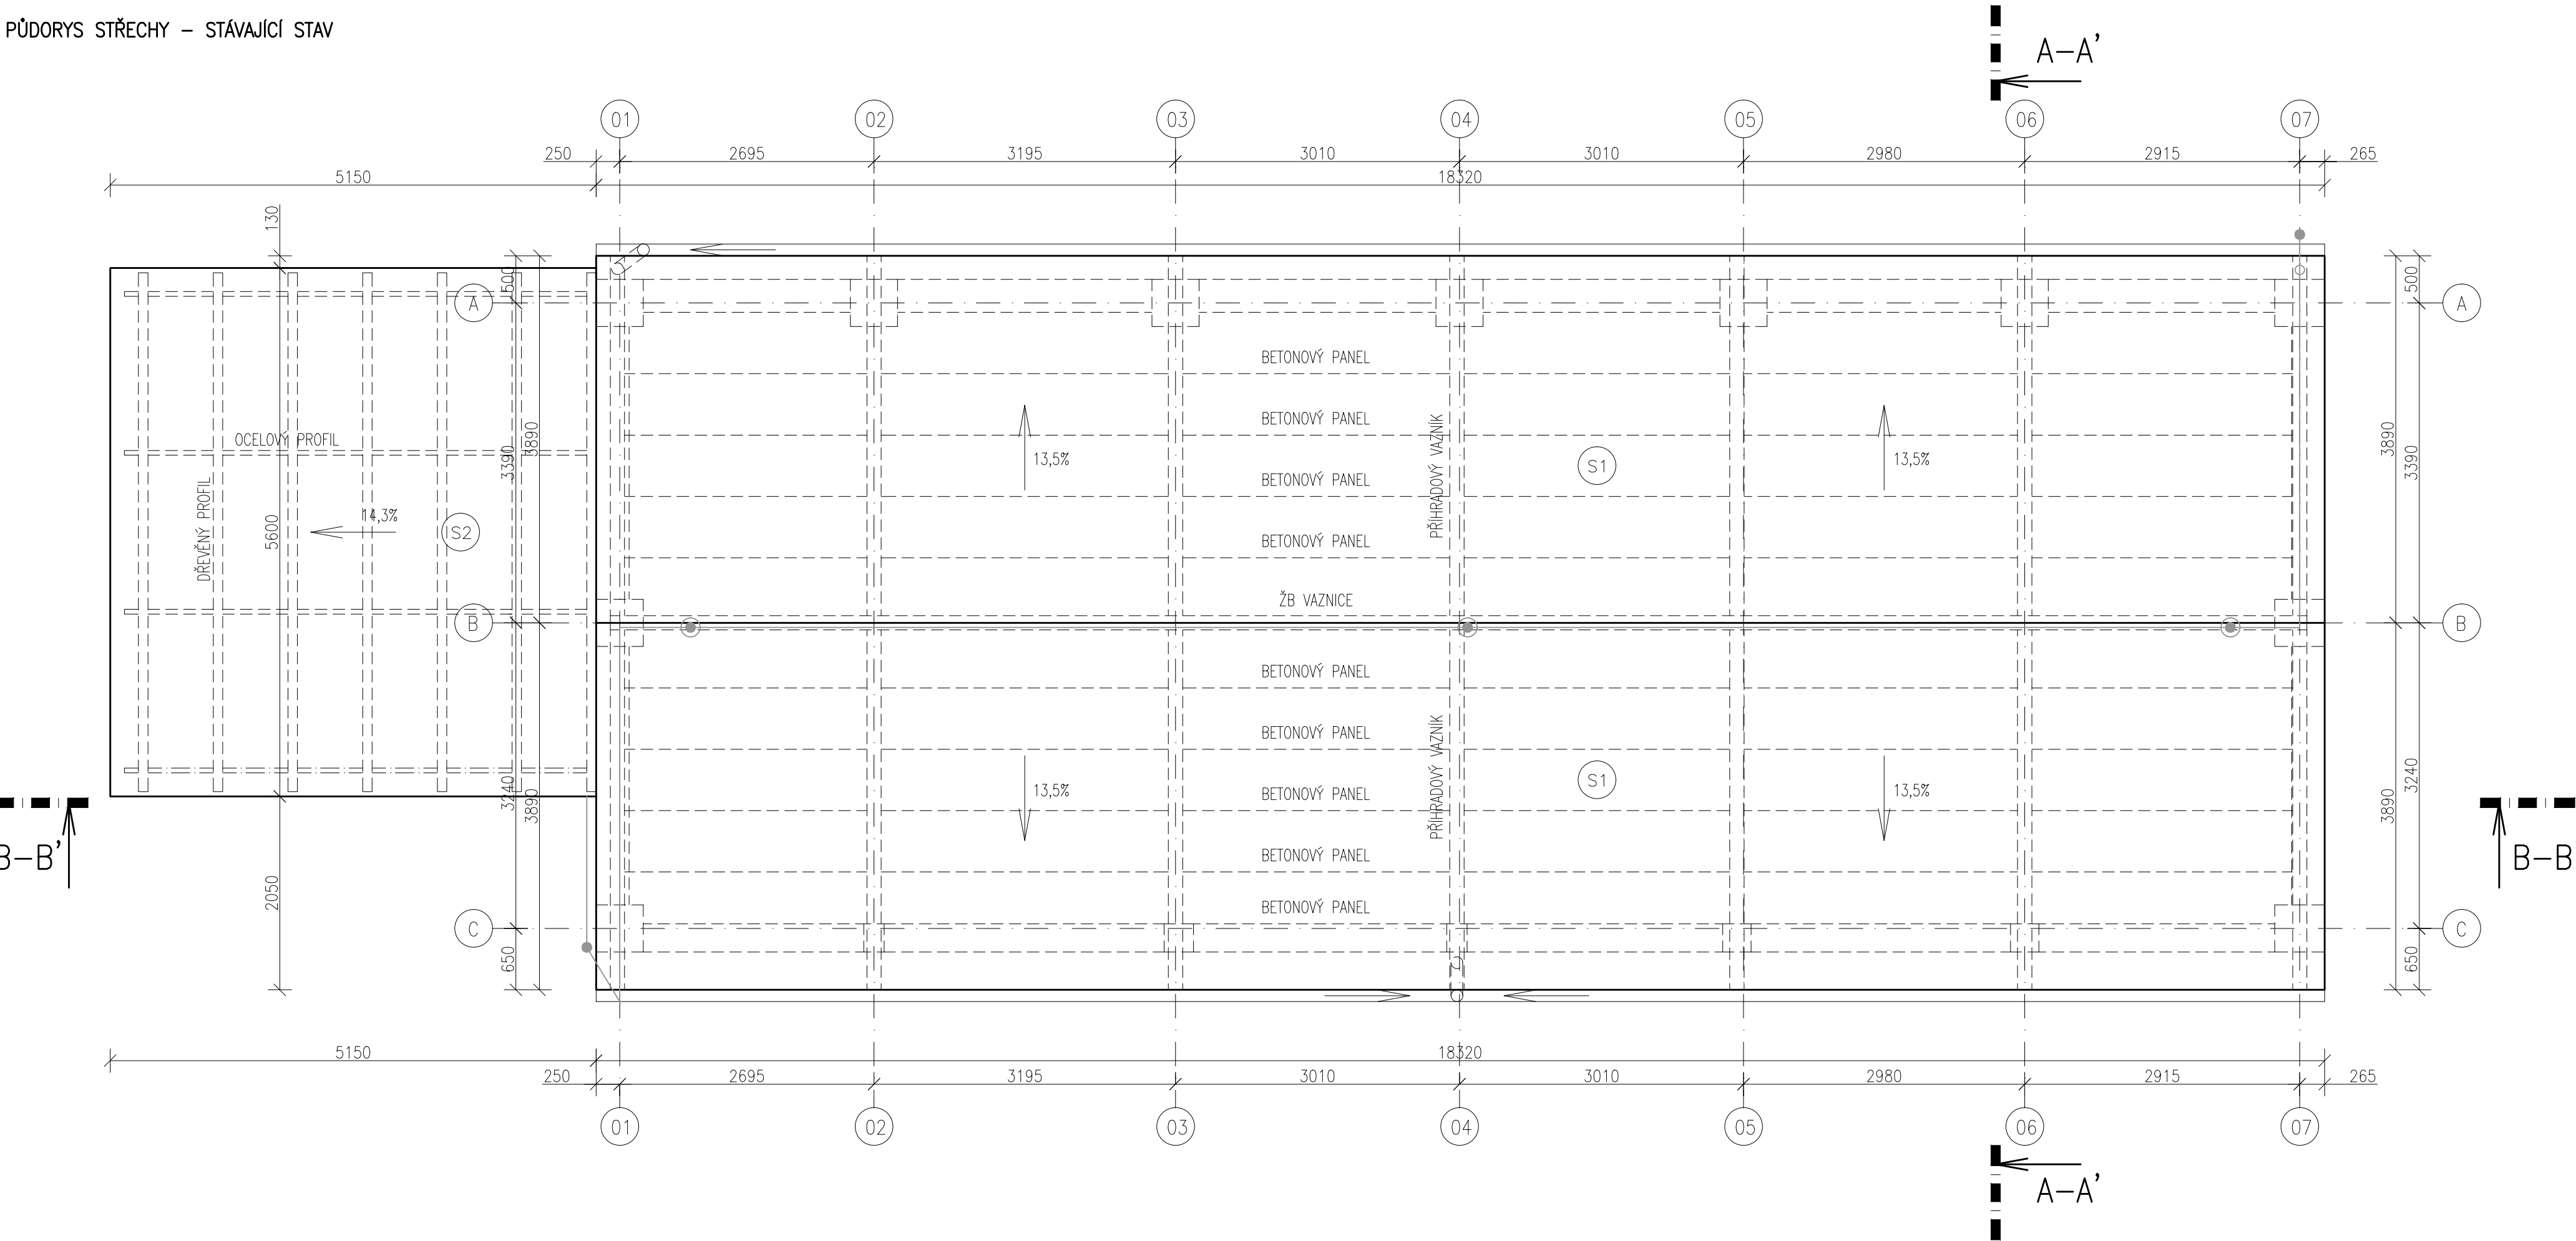 PŮDORYS STŘECHY – STÁVAJÍCÍ STAV
A–A’
01 02 03 04 05 06 07
250 2695 3195 3010 3010 2980 2915 265
5150 18320
130
500 500
A A
BETONOVÝ PANEL
BETONOVÝ PANEL
OCELOVÝ PROFIL
3390 3890 3890 3390
13,5% 13,5%
S1
PŘÍHRADOVÝ VAZNÍK
BETONOVÝ PANEL
DŘEVĚNÝ PROFIL
5600
14,3%
S2
BETONOVÝ PANEL
ŽB VAZNICE
B B
BETONOVÝ PANEL
BETONOVÝ PANEL
PŘÍHRADOVÝ VAZNÍK
S1
13,5% 13,5%
3240 3890 3890 3240
BETONOVÝ PANEL
B–B’ B–B
BETONOVÝ PANEL
2050
BETONOVÝ PANEL
C C
650 650
5150 18320
250 2695 3195 3010 3010 2980 2915 265
01 02 03 04 05 06 07
A–A’